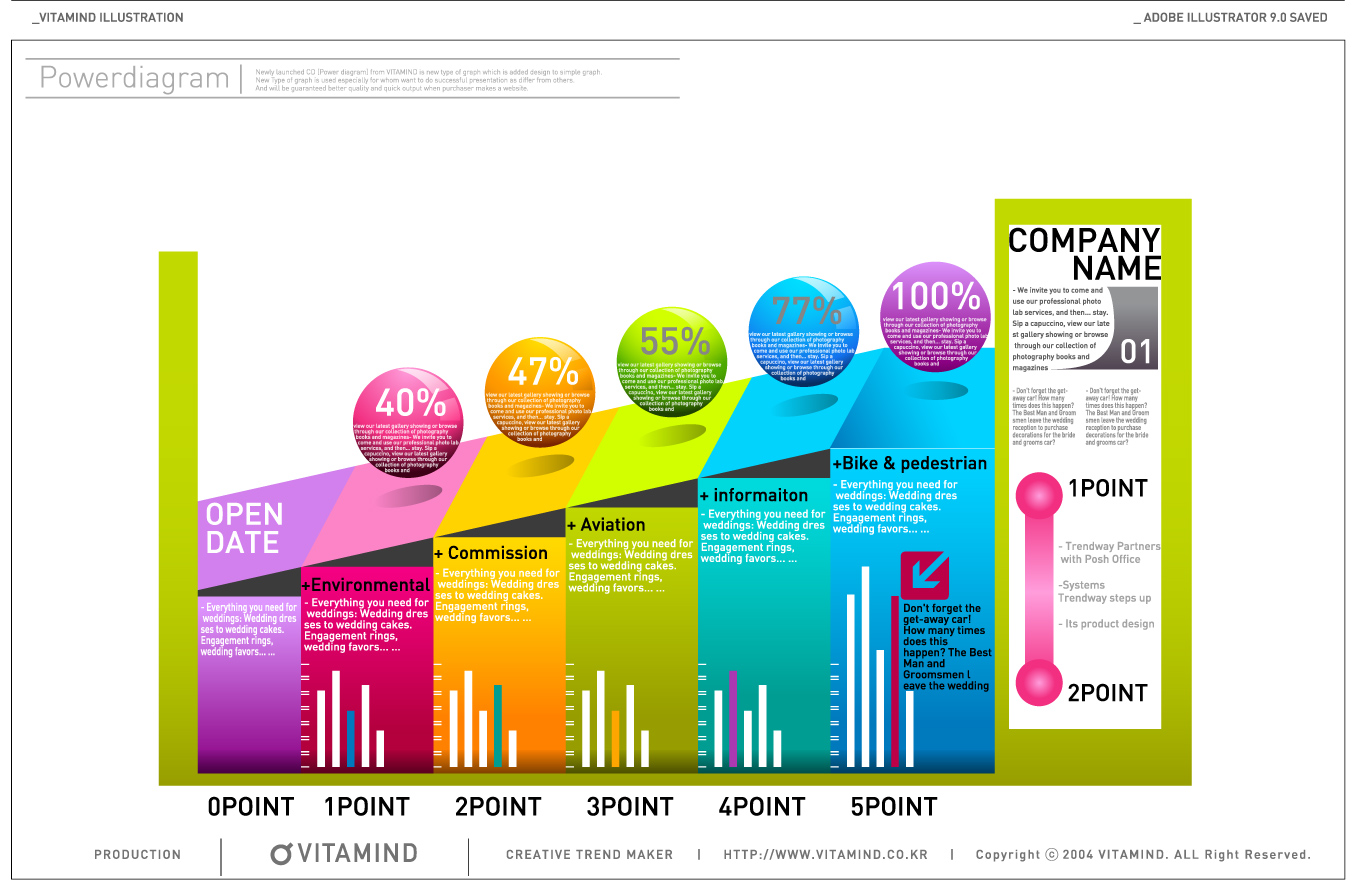 _VITAMIND ILLUSTRATION
_ ADOBE ILLUSTRATOR 9.0 SAVED
Powerdiagram
Newly launched CD (Power diagram) from VITAMIND is new type of graph which is added design to simple graph.
New Type of graph is used especially for whom want to do successful presentation as differ from others.
And will be guaranteed better quality and quick output when purchaser makes a website.
40%
view our latest gallery showing or browse
through our collection of photography
books and magazines- We invite you to
come and use our professional photo lab
services, and then... stay. Sip a
capuccino, view our latest gallery
showing or browse through our
collection of photography
books and
47%
view our latest gallery showing or browse
through our collection of photography
books and magazines- We invite you to
come and use our professional photo lab
services, and then... stay. Sip a
capuccino, view our latest gallery
showing or browse through our
collection of photography
books and
55%
view our latest gallery showing or browse
through our collection of photography
books and magazines- We invite you to
come and use our professional photo lab
services, and then... stay. Sip a
capuccino, view our latest gallery
showing or browse through our
collection of photography
books and
77%
view our latest gallery showing or browse
through our collection of photography
books and magazines- We invite you to
come and use our professional photo lab
services, and then... stay. Sip a
capuccino, view our latest gallery
showing or browse through our
collection of photography
books and
100%
view our latest gallery showing or browse
through our collection of photography
books and magazines- We invite you to
come and use our professional photo lab
services, and then... stay. Sip a
capuccino, view our latest gallery
showing or browse through our
collection of photography
books and
OPEN
DATE
- Everything you need for
weddings: Wedding dres
ses to wedding cakes.
Engagement rings,
wedding favors... ...
+Environmental
- Everything you need for
weddings: Wedding dres
ses to wedding cakes.
Engagement rings,
wedding favors... ...
+ Commission
- Everything you need for
weddings: Wedding dres
ses to wedding cakes.
Engagement rings,
wedding favors... ...
+ Aviation
- Everything you need for
weddings: Wedding dres
ses to wedding cakes.
Engagement rings,
wedding favors... ...
+ informaiton
- Everything you need for
weddings: Wedding dres
ses to wedding cakes.
Engagement rings,
wedding favors... ...
+Bike & pedestrian
- Everything you need for
weddings: Wedding dres
ses to wedding cakes.
Engagement rings,
wedding favors... ...
Don't forget the
get-away car!
How many times
does this
happen? The Best
Man and
Groomsmen l
eave the wedding
COMPANY
NAME
- We invite you to come and
use our professional photo
lab services, and then... stay.
Sip a capuccino, view our late
st gallery showing or browse
through our collection of
photography books and
magazines
01
- Don't forget the get-
away car! How many
times does this happen?
The Best Man and Groom
smen leave the wedding
reception to purchase
decorations for the bride
and grooms car?
- Don't forget the get-
away car! How many
times does this happen?
The Best Man and Groom
smen leave the wedding
reception to purchase
decorations for the bride
and grooms car?
1POINT
- Trendway Partners
with Posh Office
-Systems
Trendway steps up
- Its product design
2POINT
0POINT
1POINT
2POINT
3POINT
4POINT
5POINT
PRODUCTION
VITAMIND
CREATIVE TREND MAKER
HTTP://WWW.VITAMIND.CO.KR
Copyright ⓒ 2004 VITAMIND. ALL Right Reserved.